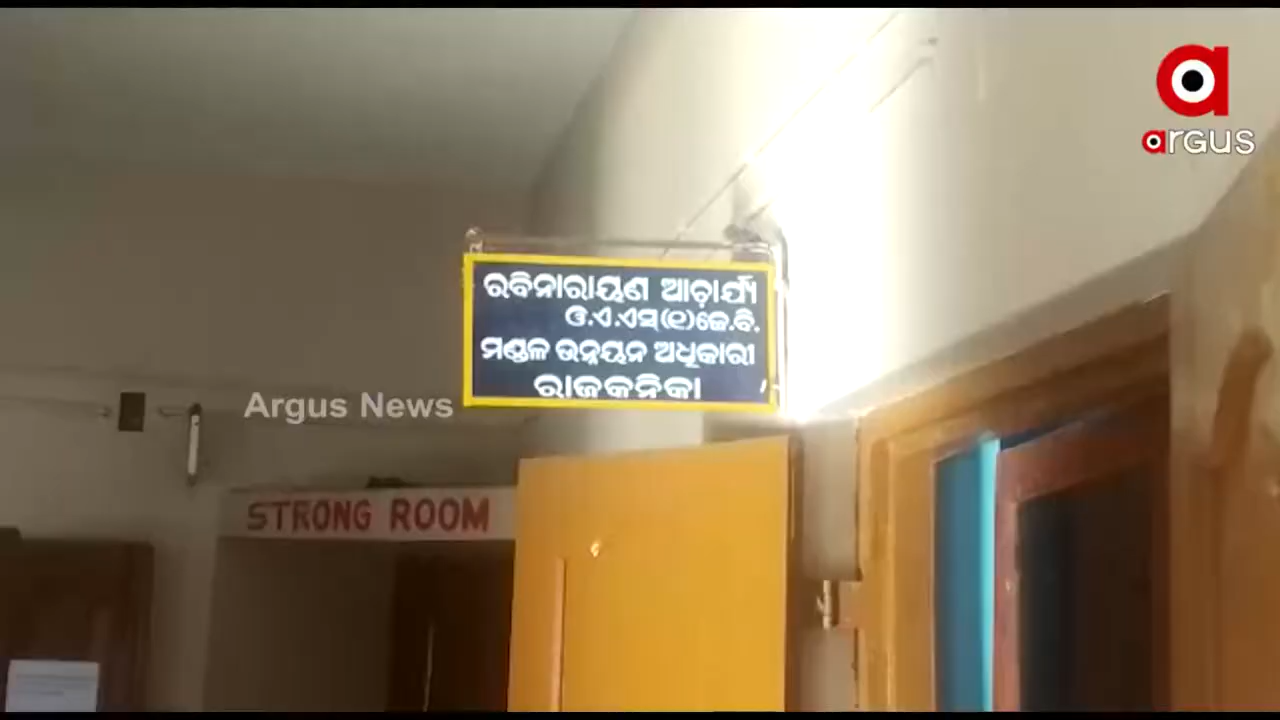 argus
ରବିନାରାୟଣ ଆଚାର୍ଯ୍ୟ
ଓ.ଏ.ଏସ୍(୧)ଜେ.ବି.
ମଣ୍ଡଳ ଉନ୍ନୟନ ଅଧିକାରୀ
ରାଜକନିକା
Argus News
STRONG ROOM